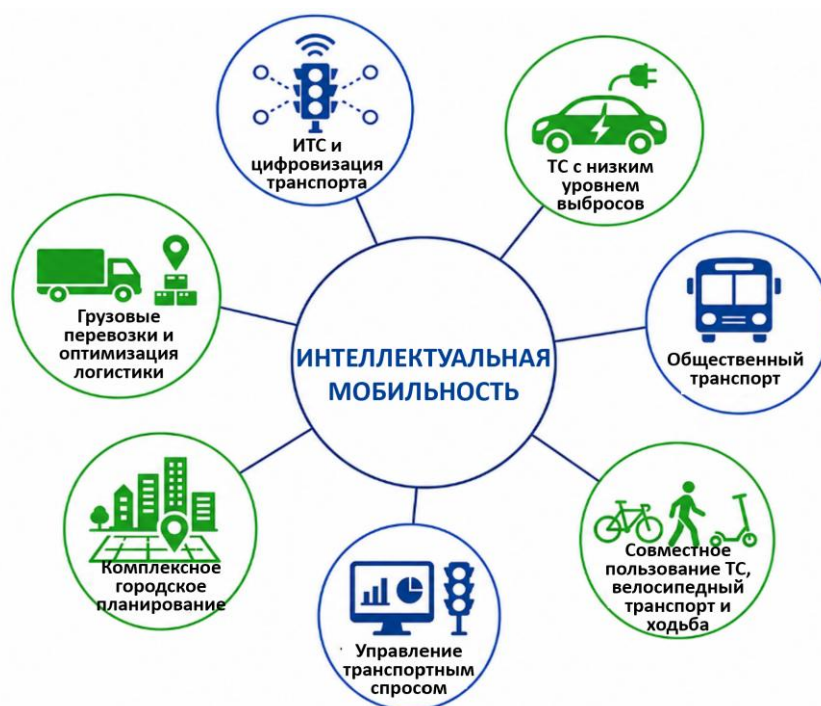 ИТС и
цифровизация
транспорта
ТС с низким
уровнем
выбросов
Грузовые
перевозки и
оптимизация
логистики
ИНТЕЛЛЕКТУАЛЬНАЯ
МОБИЛЬНОСТЬ
Общественный
транспорт
Комплексное
городское
планирование
Совместное
пользование ТС,
велосипедный
транспорт и
ходьба
Управление
транспортным
спросом